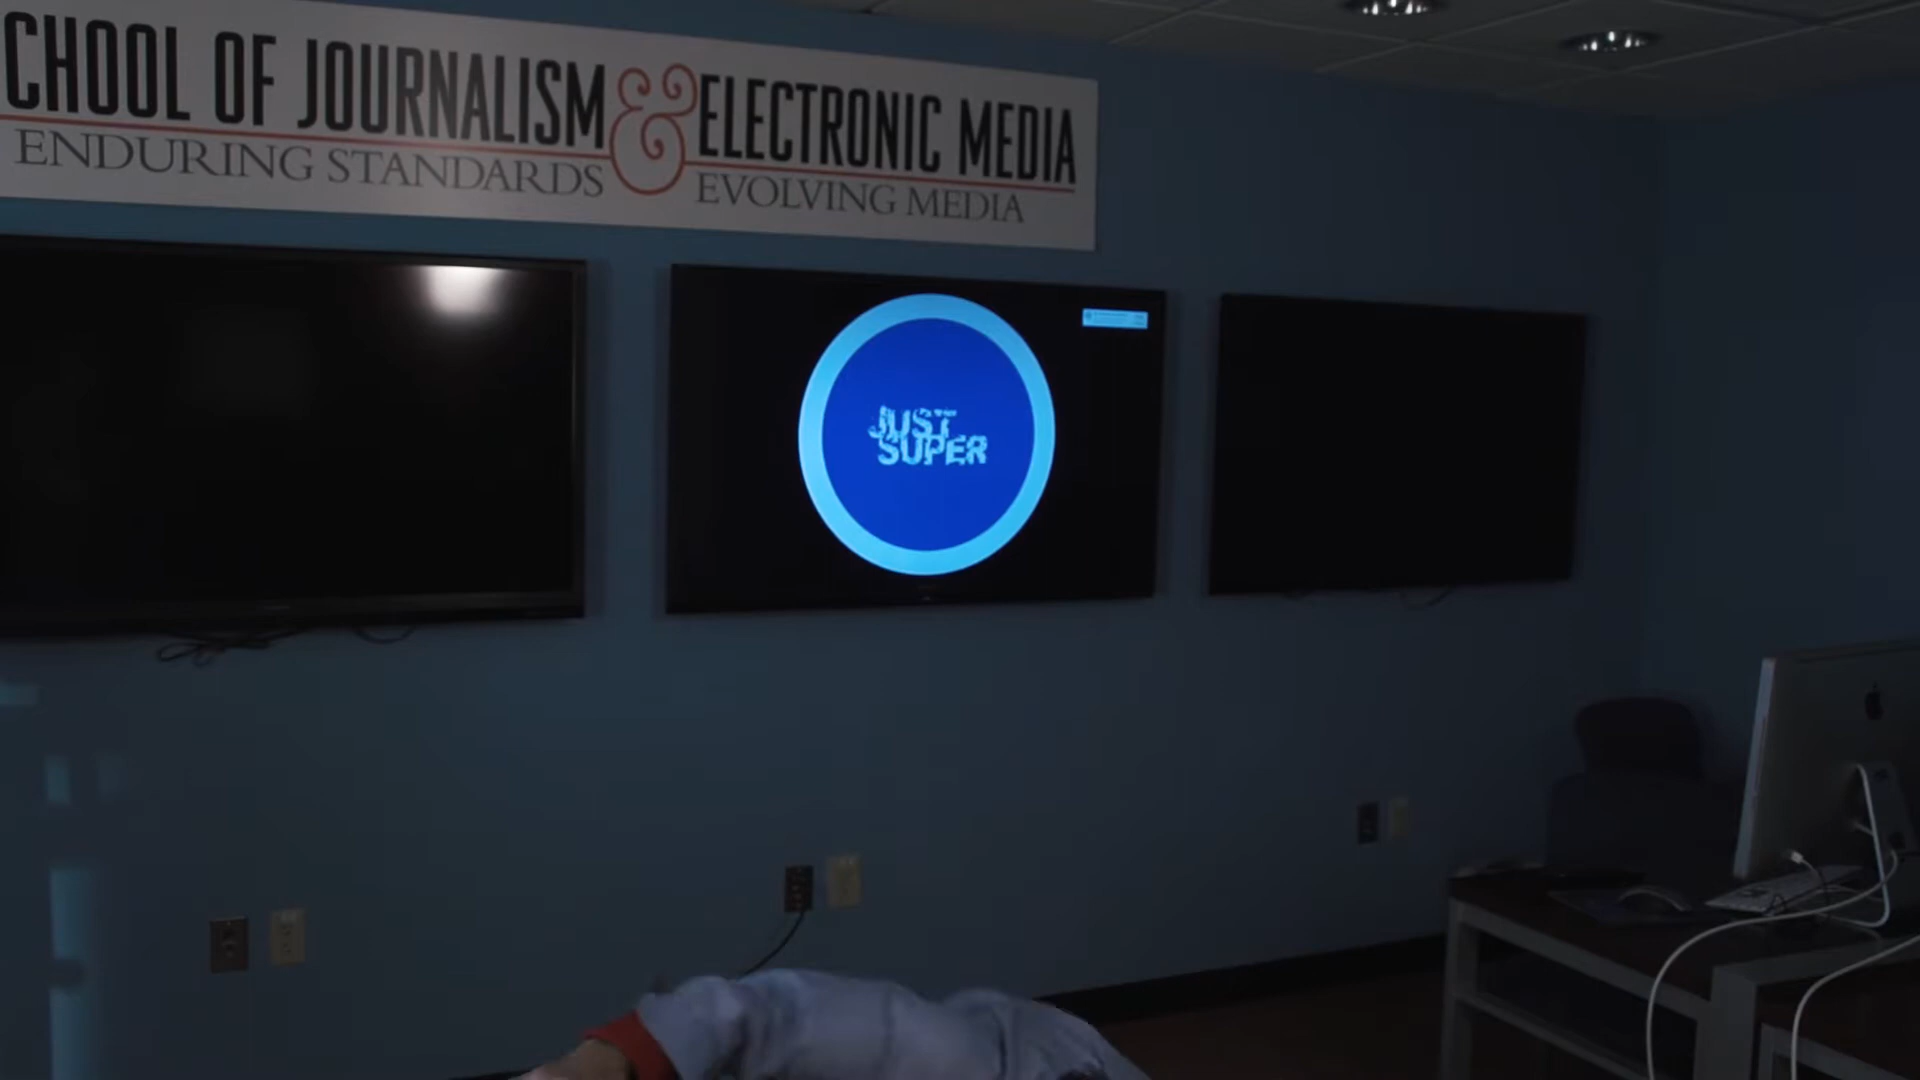 CHOOL OF JOURNALISM & ELECTRONIC MEDIA
ENDURING STANDARDS EVOLVING MEDIA
JUST
SUPER